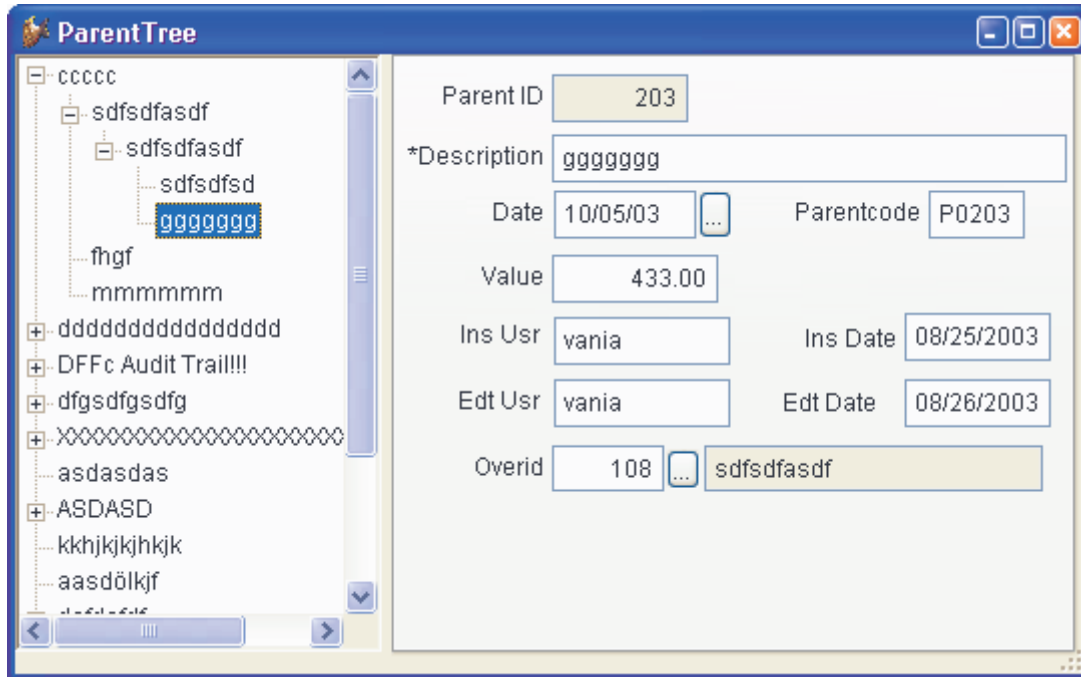 ParentTree
ccccc
sdfsdfasdf
sdfsdfasdf
sdfsdfsd
ggggggg
fhgf
mmmmmm
ddddddddddddddddd
DFFc Audit Trail!!!
dfgsdfgsdfg
asdasdas
ASDASD
kkhjkjkjhkjk
aasdölkjf
Parent ID 203
*Description ggggggg
Date 10/05/03 ... Parentcode P0203
Value 433.00
Ins Usr vania Ins Date 08/25/2003
Edt Usr vania Edt Date 08/26/2003
Overid 108 ... sdfsdfasdf